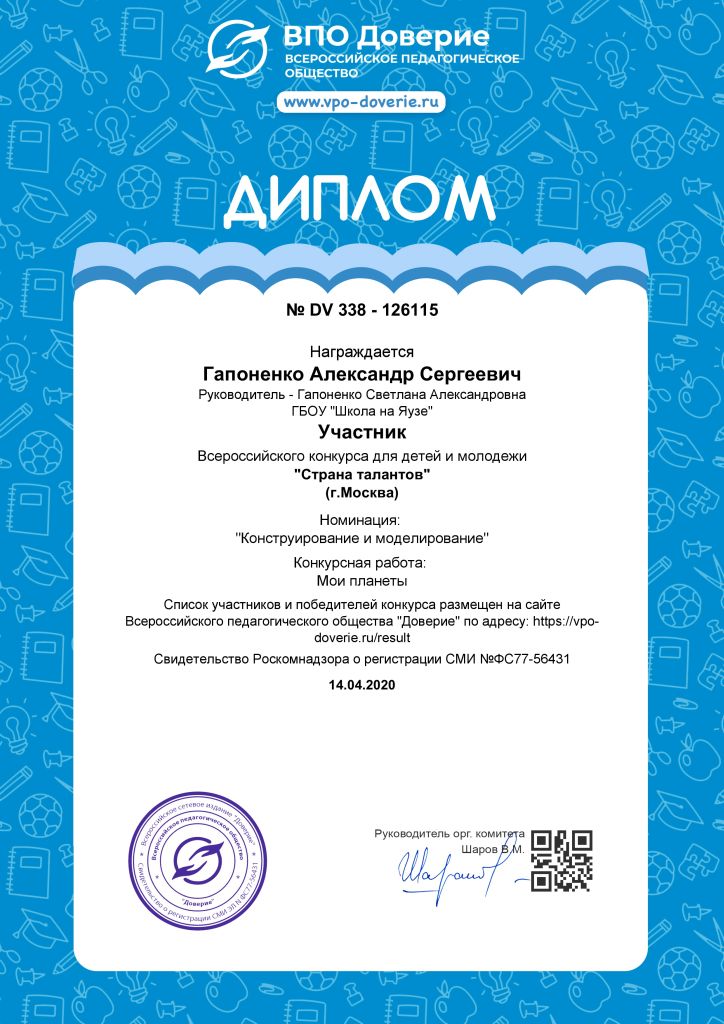 ВПО Доверие
ВСЕРОССИЙСКОЕ ПЕДАГОГИЧЕСКОЕ
ОБЩЕСТВО
www.vpo-doverie.ru
ДИПЛОМ
№ DV 338 - 126115
Награждается
Гапоненко Александр Сергеевич
Руководитель - Гапоненко Светлана Александровна
ГБОУ "Школа на Яузе"
Участник
Всероссийского конкурса для детей и молодежи
"Страна талантов"
(г.Москва)
Номинация:
"Конструирование и моделирование"
Конкурсная работа:
Мои планеты
Список участников и победителей конкурса размещен на сайте
Всероссийского педагогического общества "Доверие" по адресу: https://vpo-
doverie.ru/result
Свидетельство Роскомнадзора о регистрации СМИ №ФС77-56431
14.04.2020
Всероссийское сетевое издание "Доверие"
Всероссийское педагогическое общество
"Доверие"
Свидетельство о регистрации СМИ ЭЛ N ФС77-56431
Руководитель орг. комитета
Шаров В.М.